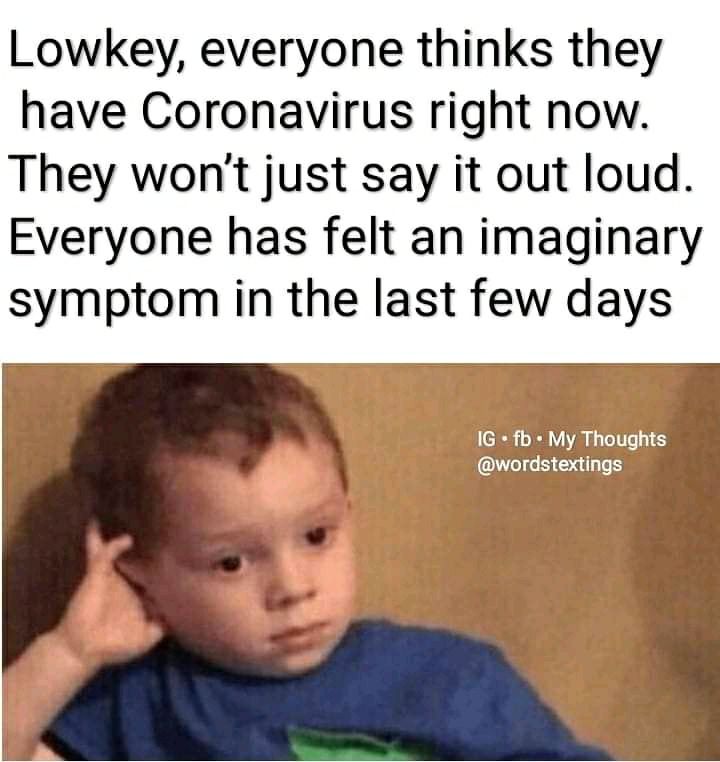 Lowkey, everyone thinks they
have Coronavirus right now.
They won't just say it out loud.
Everyone has felt an imaginary
symptom in the last few days
IG • fb • My Thoughts
@wordstextings